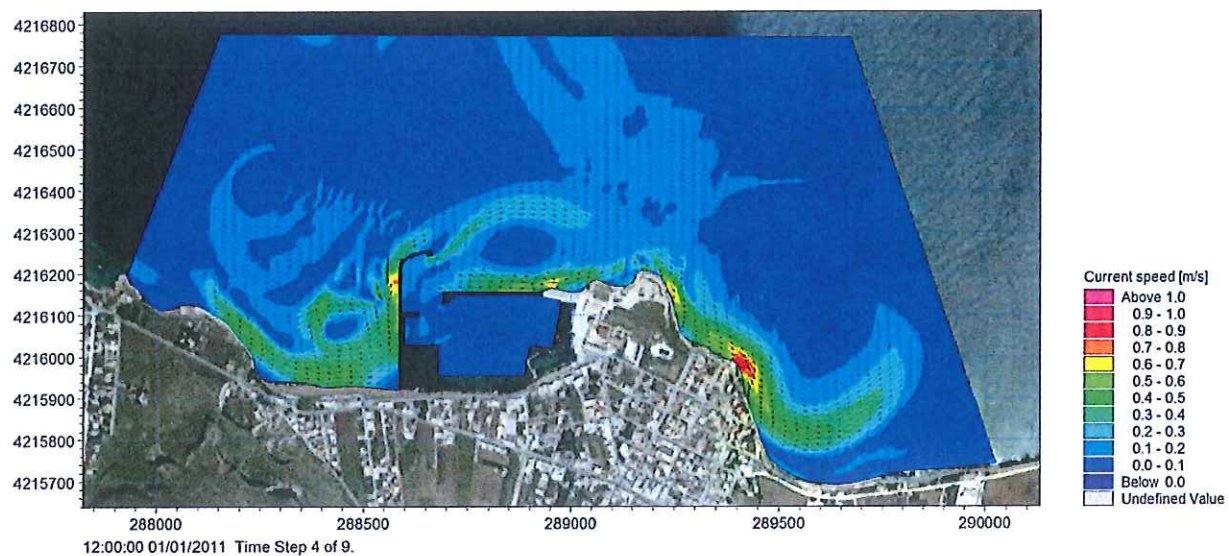 4216800
4216700
4216600
4216500
4216400
4216300
4216200
4216100
4216000
4215900
4215800
4215700
288000 288500 289000 289500 290000
12:00:00 01/01/2011 Time Step 4 of 9.
Current speed [m/s]
Above 1.0
0.9 - 1.0
0.8 - 0.9
0.7 - 0.8
0.6 - 0.7
0.5 - 0.6
0.4 - 0.5
0.3 - 0.4
0.2 - 0.3
0.1 - 0.2
0.0 - 0.1
Below 0.0
Undefined Value